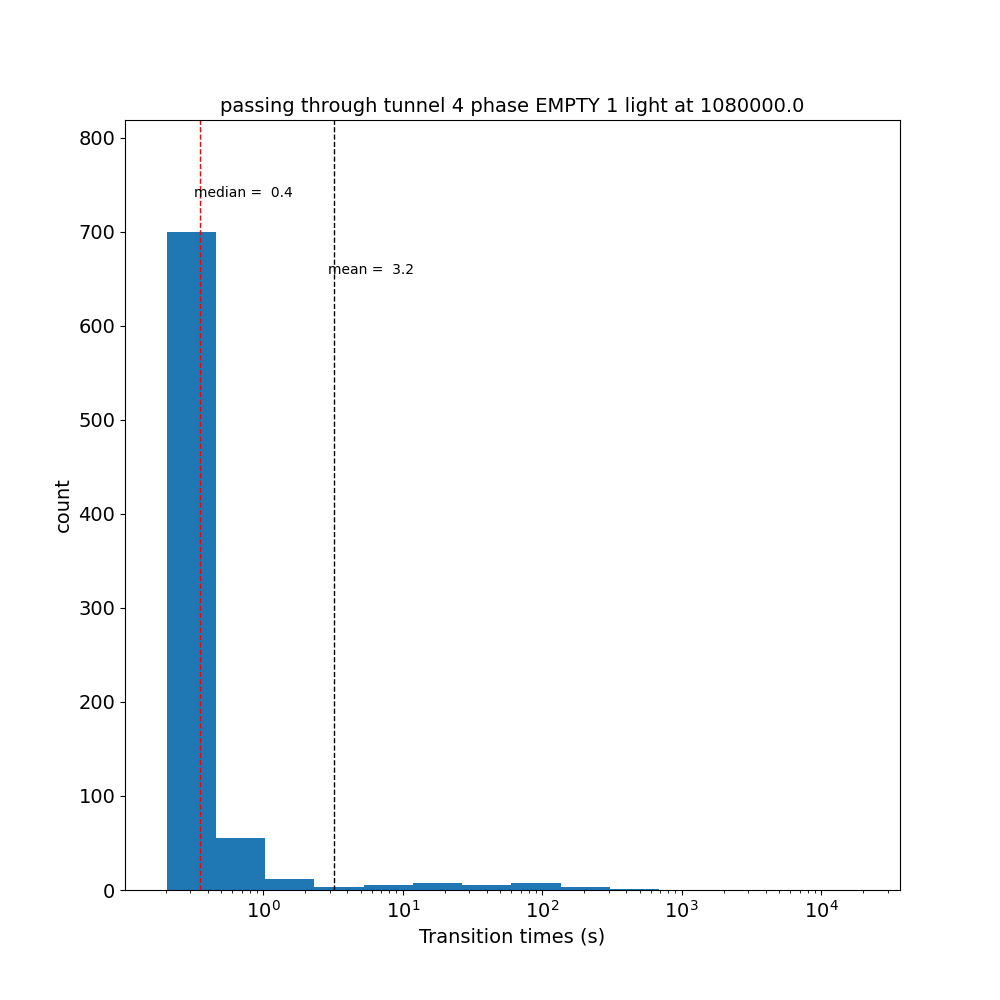 passing through tunnel 4 phase EMPTY 1 light at 1080000.0
800
median =  0.4
700
mean =  3.2
600
500
count
400
300
200
100
0
10⁰ 10¹ 10² 10³ 10⁴
Transition times (s)